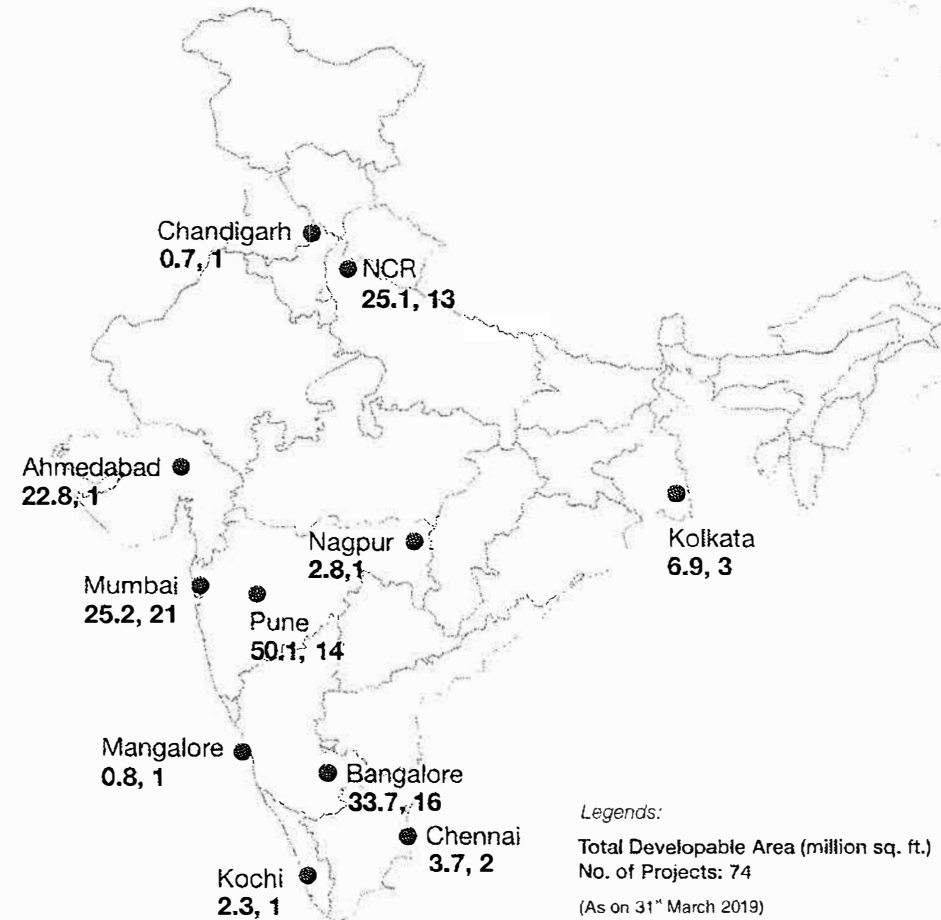 Chandigarh
0.7, 1
NCR
25.1, 13
Ahmedabad
22.8, 1
Nagpur
2.8,1
Kolkata
6.9, 3
Mumbai
25.2, 21
Pune
50.1, 14
Mangalore
0.8, 1
Bangalore
33.7, 16
Chennai
3.7, 2
Kochi
2.3, 1
Legends:
Total Developable Area (million sq. ft.)
No. of Projects: 74
(As on 31st March 2019)